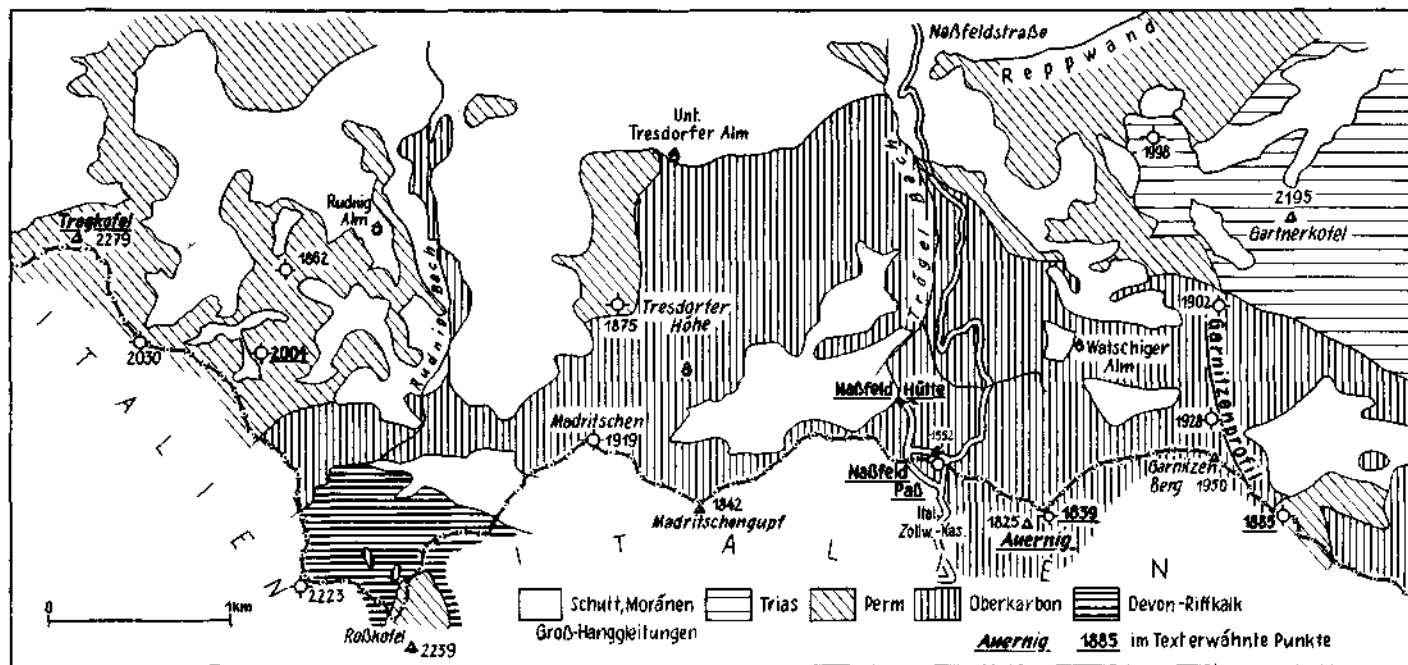 Naßfeldstraße
Reppwand
Unt.
Tresdorfer Alm
1998
2195
Gartnerkofel
Rudnig
Alm
Trogkofel
2279
1862
Trögel Bach
Rudnig Bach
Tresdorfer
Höhe
1875
1902
Watschiger
Alm
2030
2004
Naßfeld Hütte
Garnitzenprofil
Madritschen
1919
1928
1552
Naßfeld
Paß
Garnitzen
Berg 1950
1842
Madritschengupf
Ital.
Zollw.-Kas.
1825
1839
Auernig
1885
ITALIEN
ITALIEN
2223
0 1km
Roßkofel
2239
Schutt, Moränen
Groß-Hanggleitungen
Trias
Perm
Oberkarbon
Devon-Riffkalk
Auernig 1885 im Text erwähnte Punkte